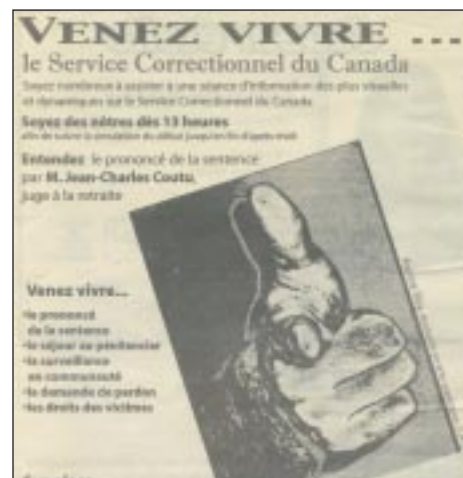 VENEZ VIVRE ...
le Service Correctionnel du Canada
Soyez nombreux à assister à une séance d'information des plus visuelles
et dynamiques sur le Service Correctionnel du Canada
Soyez des nôtres dès 13 heures
afin de suivre la simulation du début jusqu'en fin d'après-midi
Entendez le prononcé de la sentence
par M. Jean-Charles Coutu,
juge à la retraite
Venez vivre...
•le prononcé
de la sentence
•le séjour au pénitencier
•la surveillance
en communauté
•la demande de pardon
•les droits des victimes